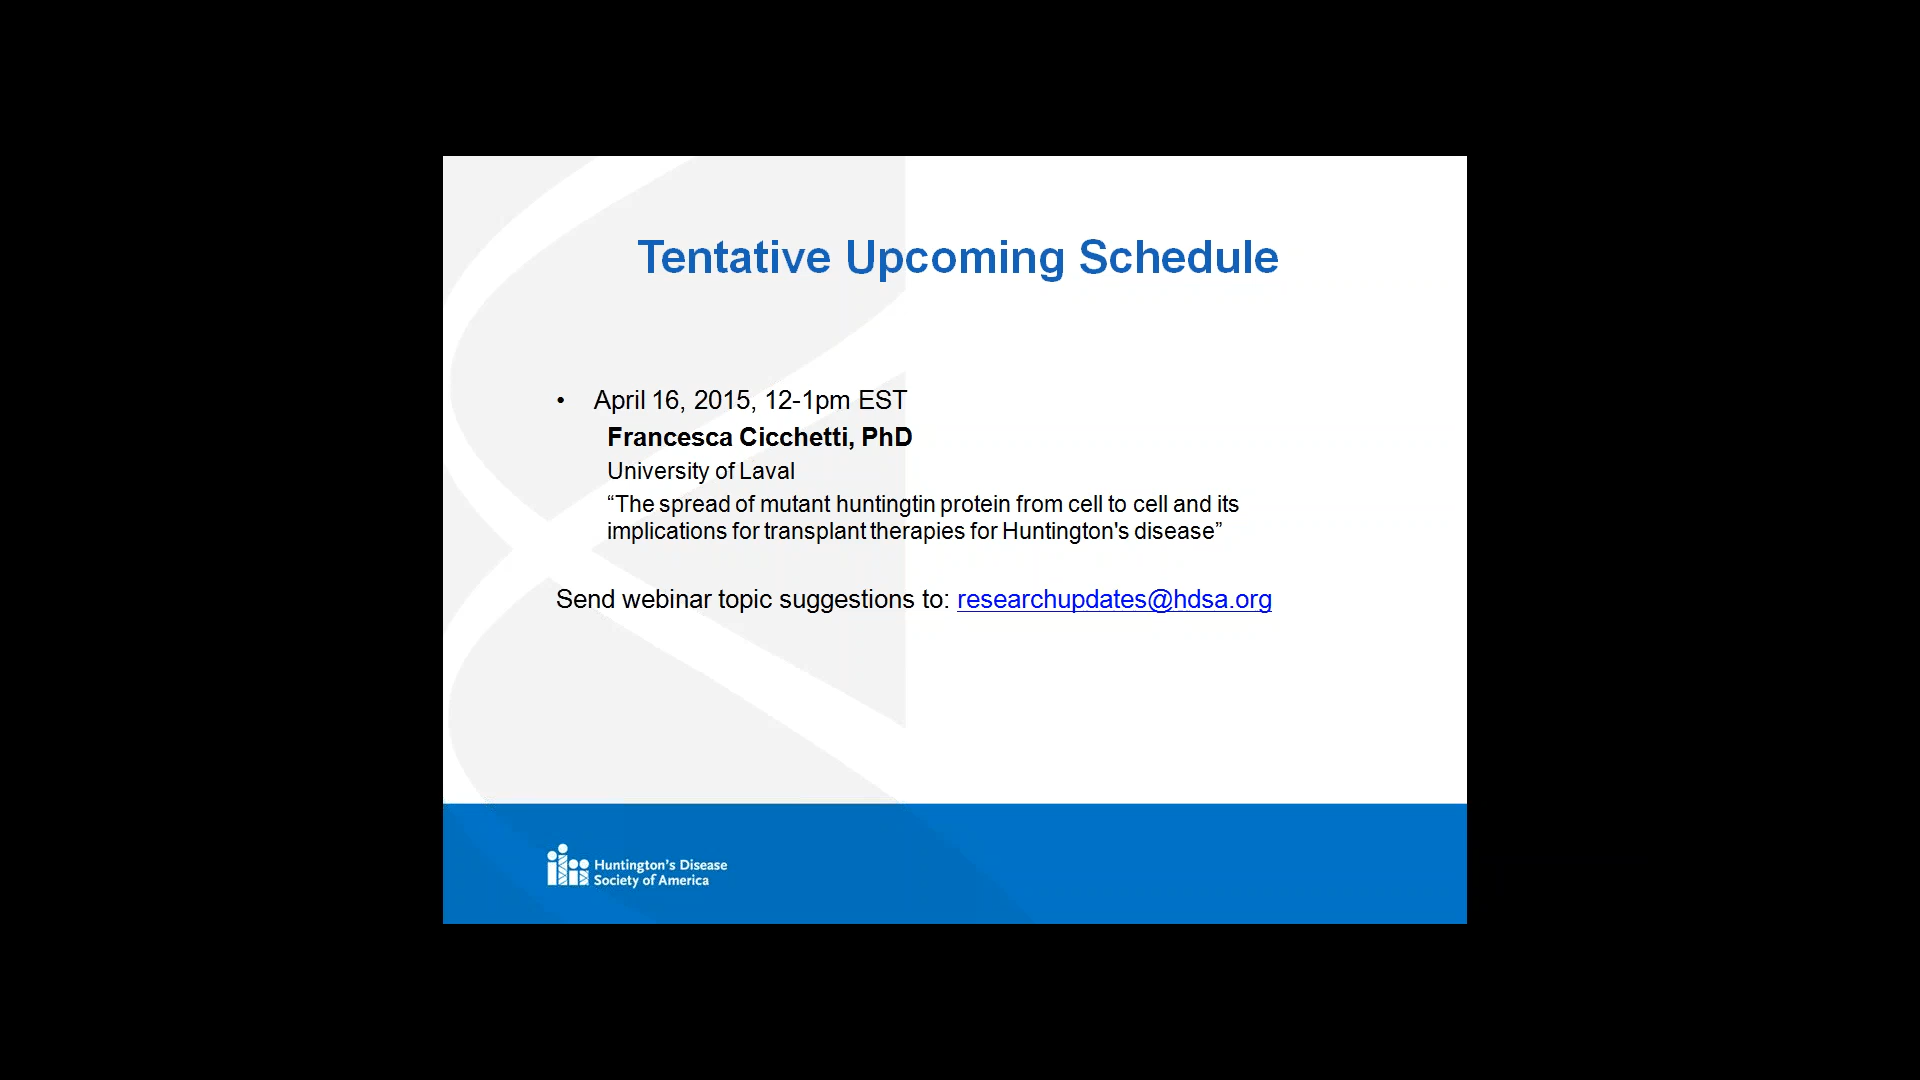 Tentative Upcoming Schedule
• April 16, 2015, 12-1pm EST
Francesca Cicchetti, PhD
University of Laval
“The spread of mutant huntingtin protein from cell to cell and its
implications for transplant therapies for Huntington's disease”
Send webinar topic suggestions to: researchupdates@hdsa.org
Huntington’s Disease
Society of America